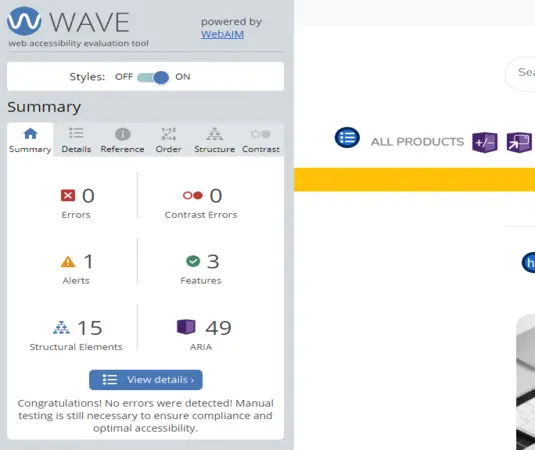 WAVE
powered by
WebAIM
web accessibility evaluation tool
Styles: OFF ON
Summary
Summary Details Reference Order Structure Contrast
0 0
Errors Contrast Errors
1 3
Alerts Features
15 49
Structural Elements ARIA
View details ›
Congratulations! No errors were detected! Manual
testing is still necessary to ensure compliance and
optimal accessibility.
Sea
ALL PRODUCTS +/-
h